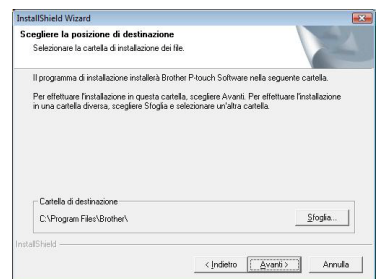 InstallShield Wizard
Scegliere la posizione di destinazione
Selezionare la cartella di installazione dei file.
Il programma di installazione installerà Brother P-touch Software nella seguente cartella.
Per effettuare l'installazione in questa cartella, scegliere Avanti. Per effettuare l'installazione
in una cartella diversa, scegliere Sfoglia e selezionare un'altra cartella.
Cartella di destinazione
C:\Program Files\Brother\
Sfoglia...
InstallShield
< Indietro
Avanti >
Annulla